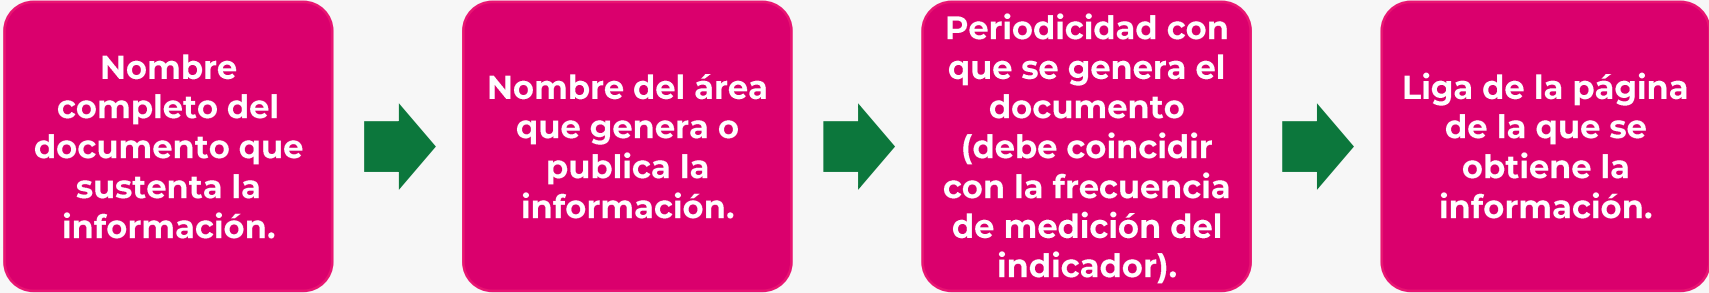 Nombre
completo del
documento que
sustenta la
información.
Nombre del área
que genera o
publica la
información.
Periodicidad con
que se genera el
documento
(debe coincidir
con la frecuencia
de medición del
indicador).
Liga de la página
de la que se
obtiene la
información.